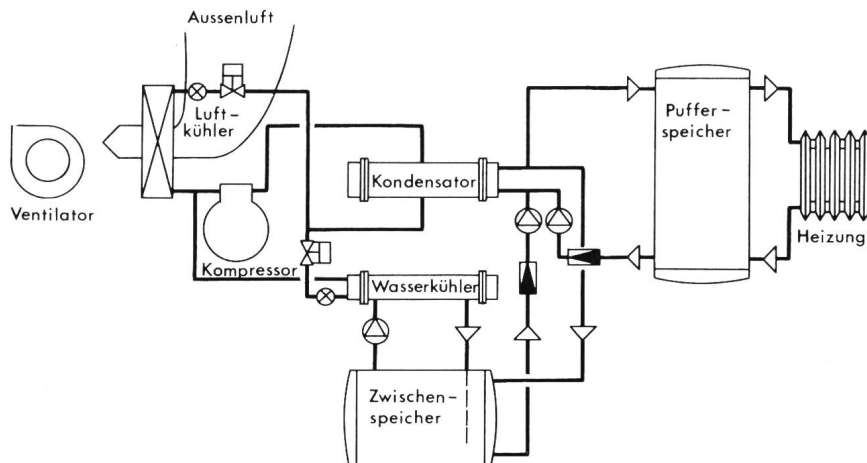 Aussenluft
Luft-
kühler
Puffer-
speicher
Kondensator
Ventilator
Heizung
Kompressor
Wasserkühler
Zwischen-
speicher